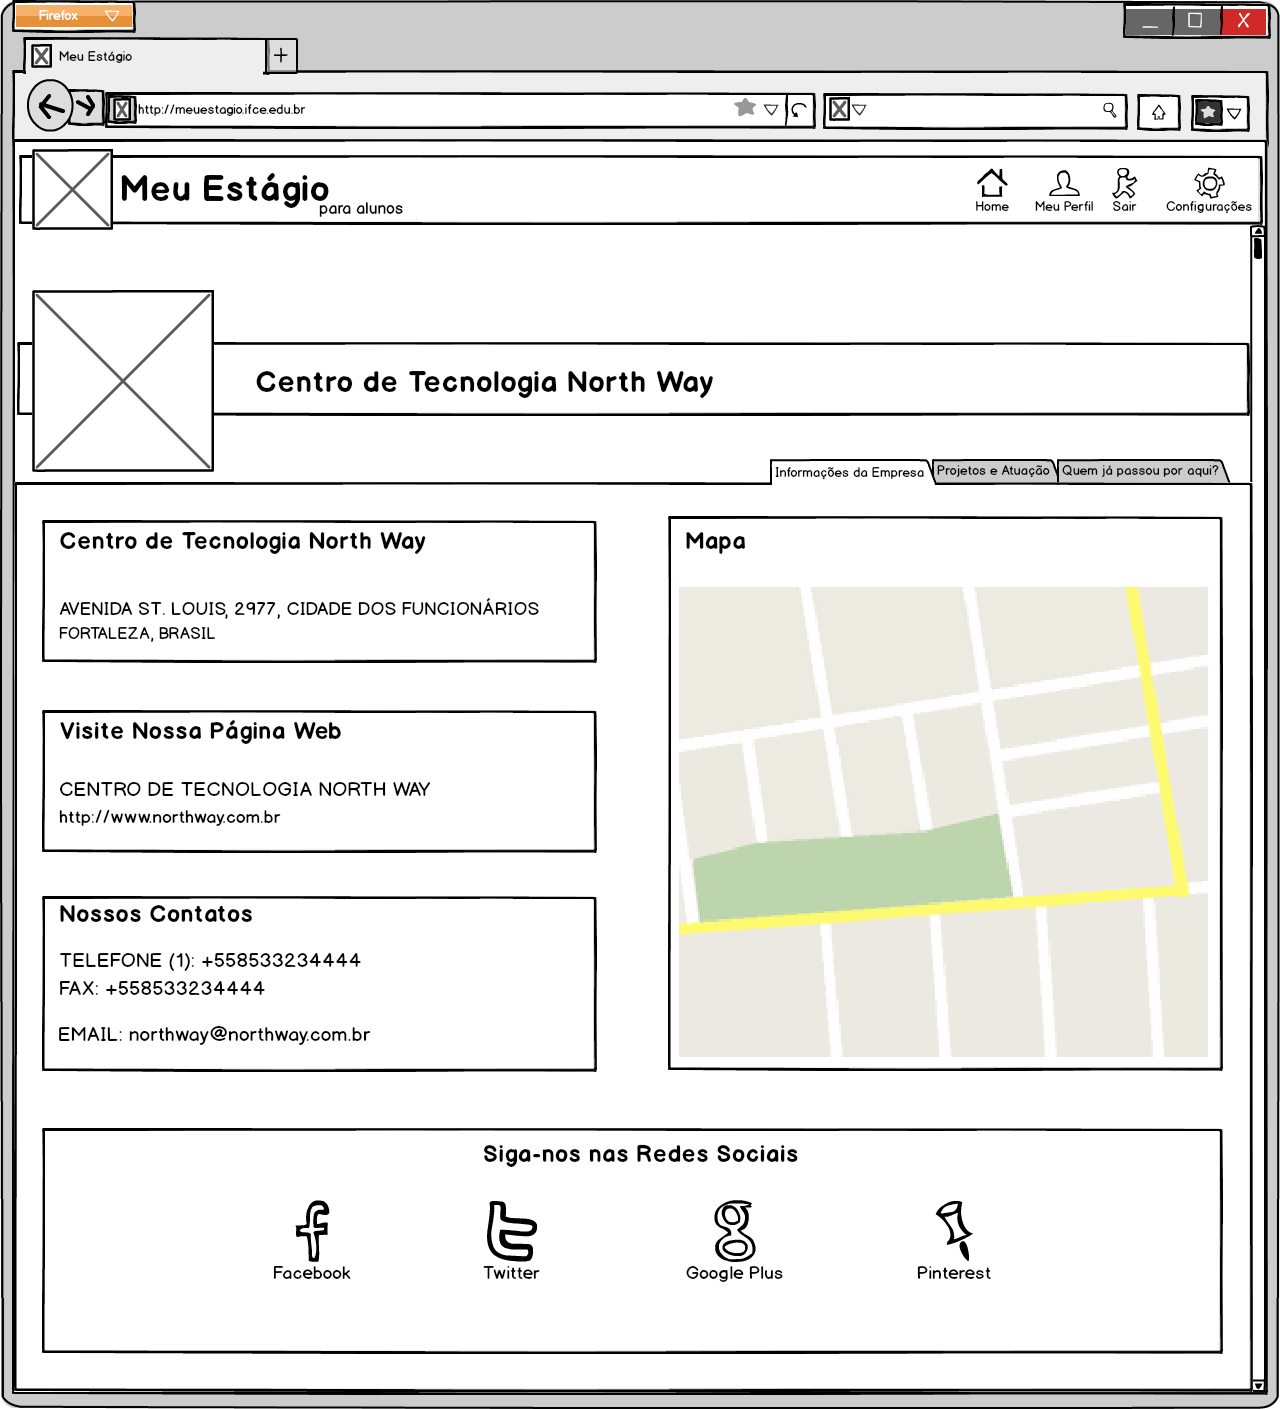 Firefox
Meu Estágio
http://meuestagio.ifce.edu.br
Meu Estágio
para alunos
Home
Meu Perfil
Sair
Configurações
Centro de Tecnologia North Way
Informações da Empresa
Projetos e Atuação
Quem já passou por aqui?
Centro de Tecnologia North Way
AVENIDA ST. LOUIS, 2977, CIDADE DOS FUNCIONÁRIOS
FORTALEZA, BRASIL
Mapa
Visite Nossa Página Web
CENTRO DE TECNOLOGIA NORTH WAY
http://www.northway.com.br
Nossos Contatos
TELEFONE (1): +558533234444
FAX: +558533234444
EMAIL: northway@northway.com.br
Siga-nos nas Redes Sociais
Facebook
Twitter
Google Plus
Pinterest